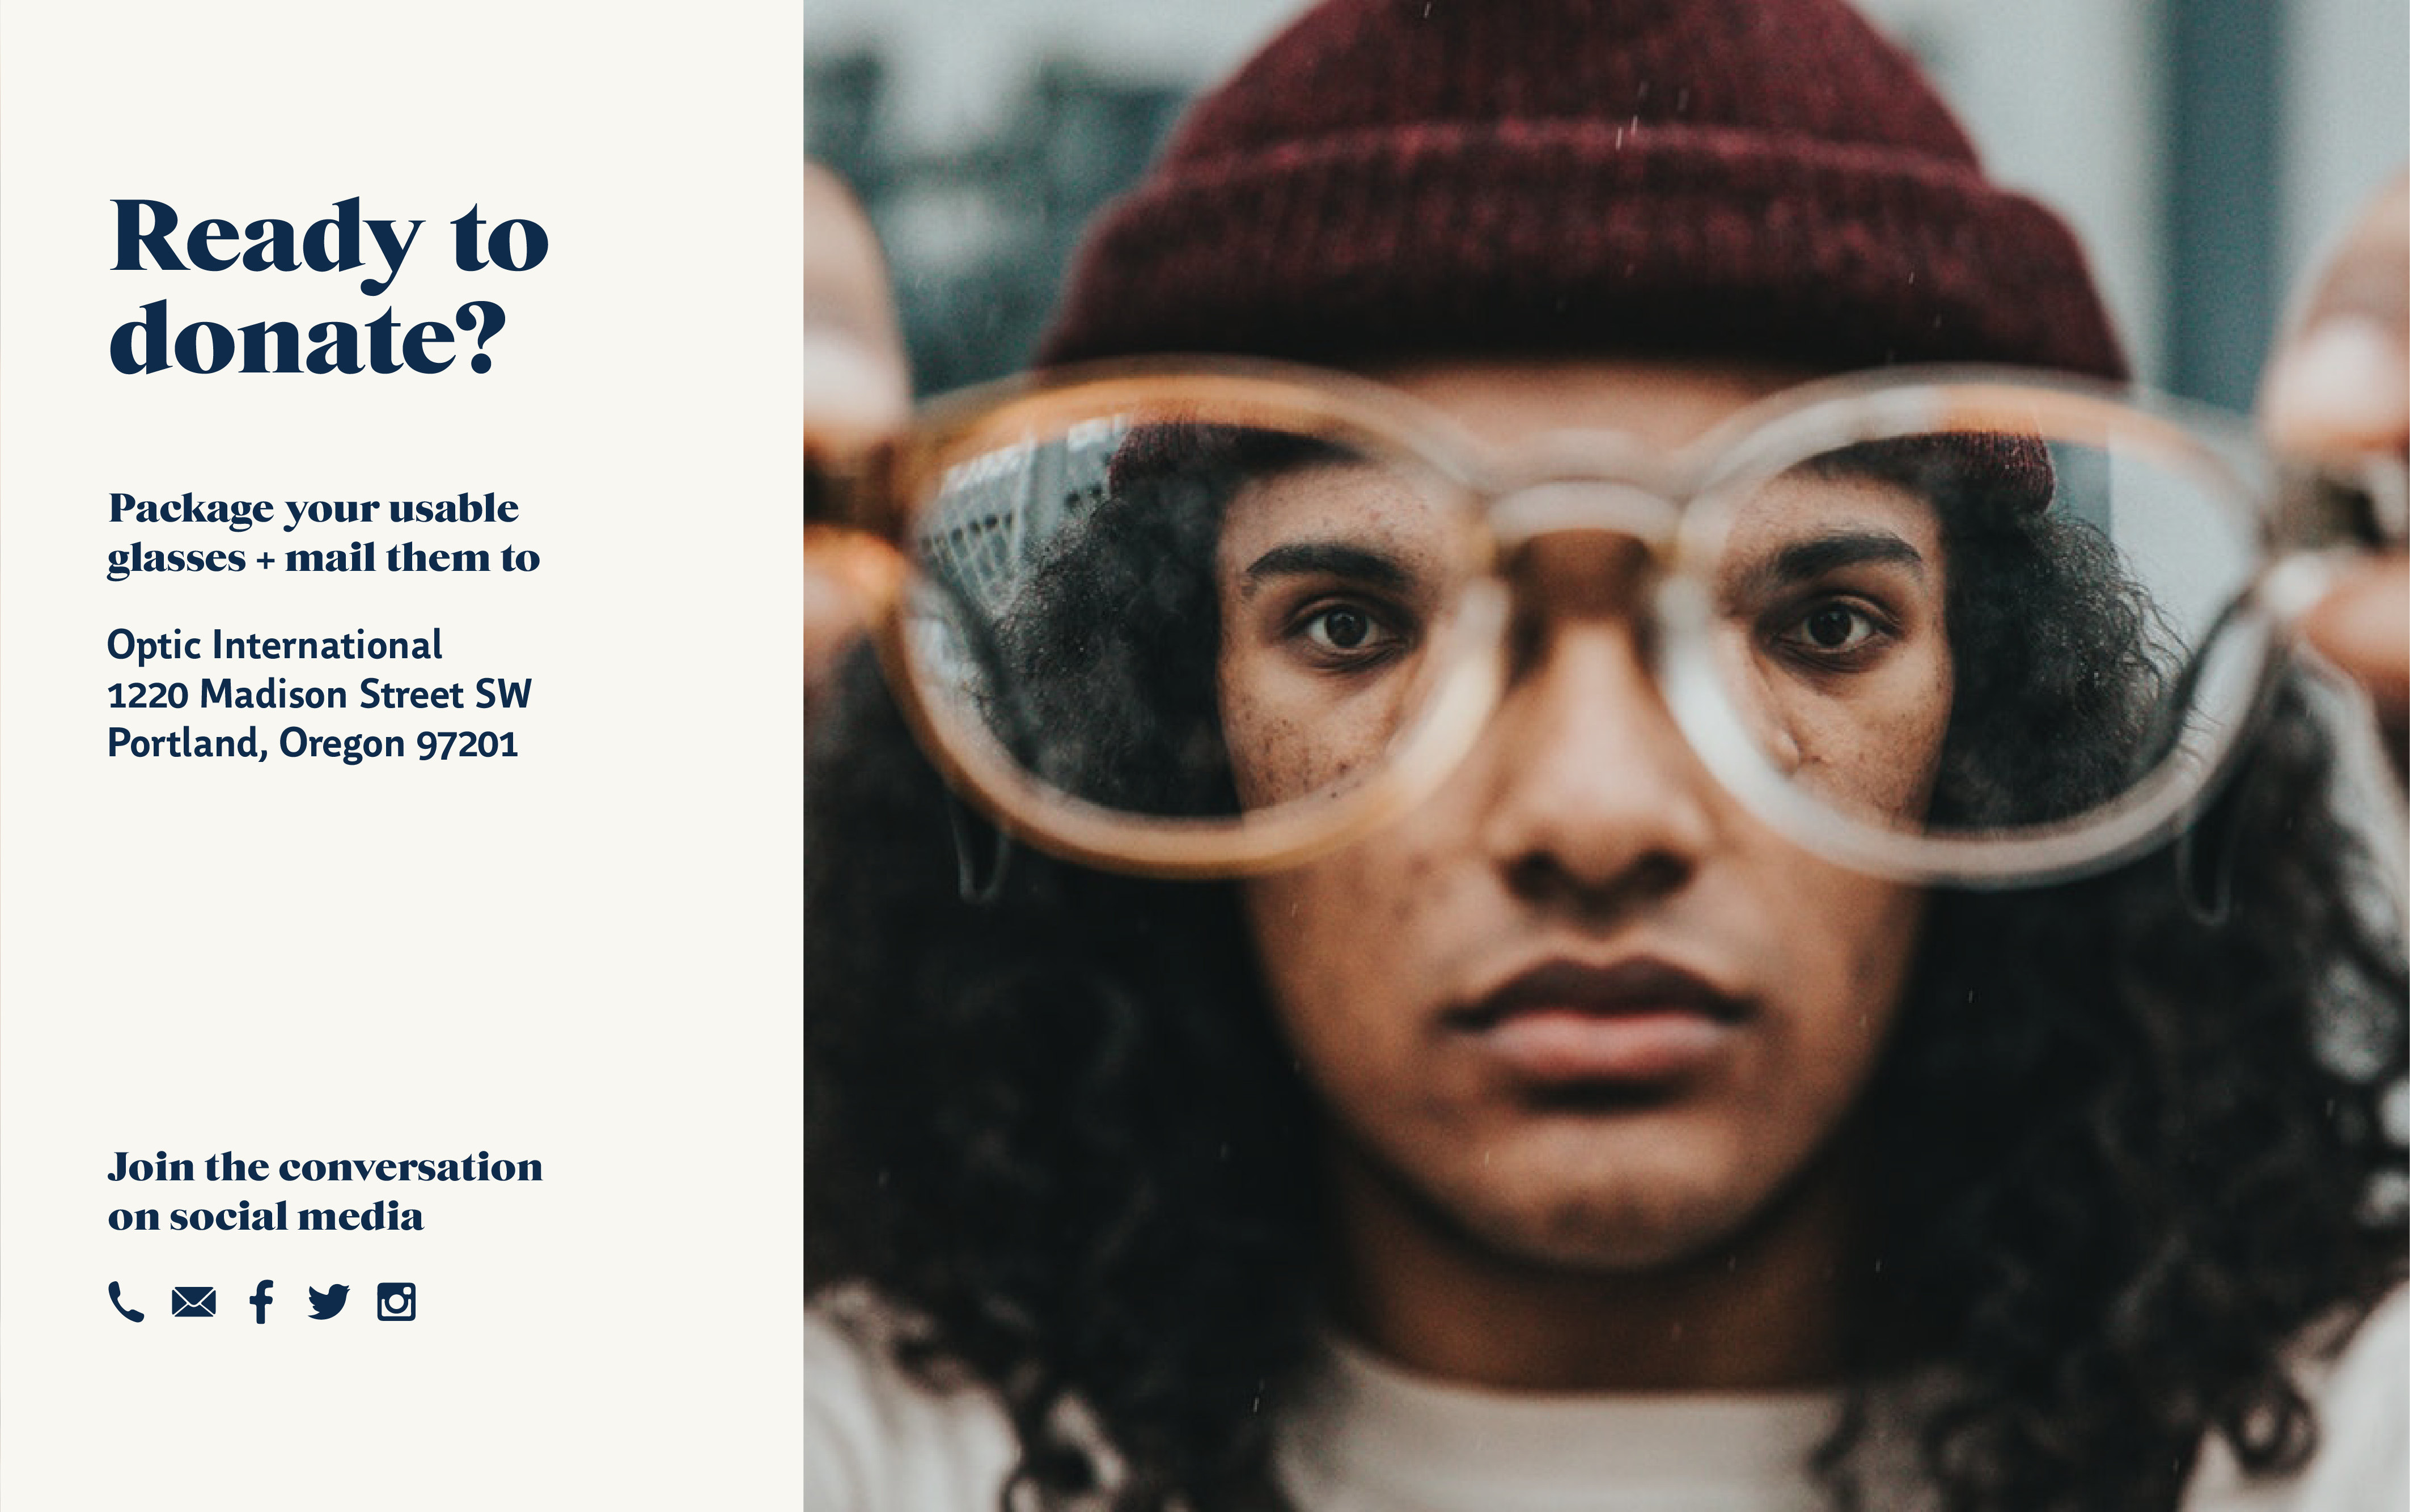 Ready to
donate?
Package your usable
glasses + mail them to
Optic International
1220 Madison Street SW
Portland, Oregon 97201
Join the conversation
on social media